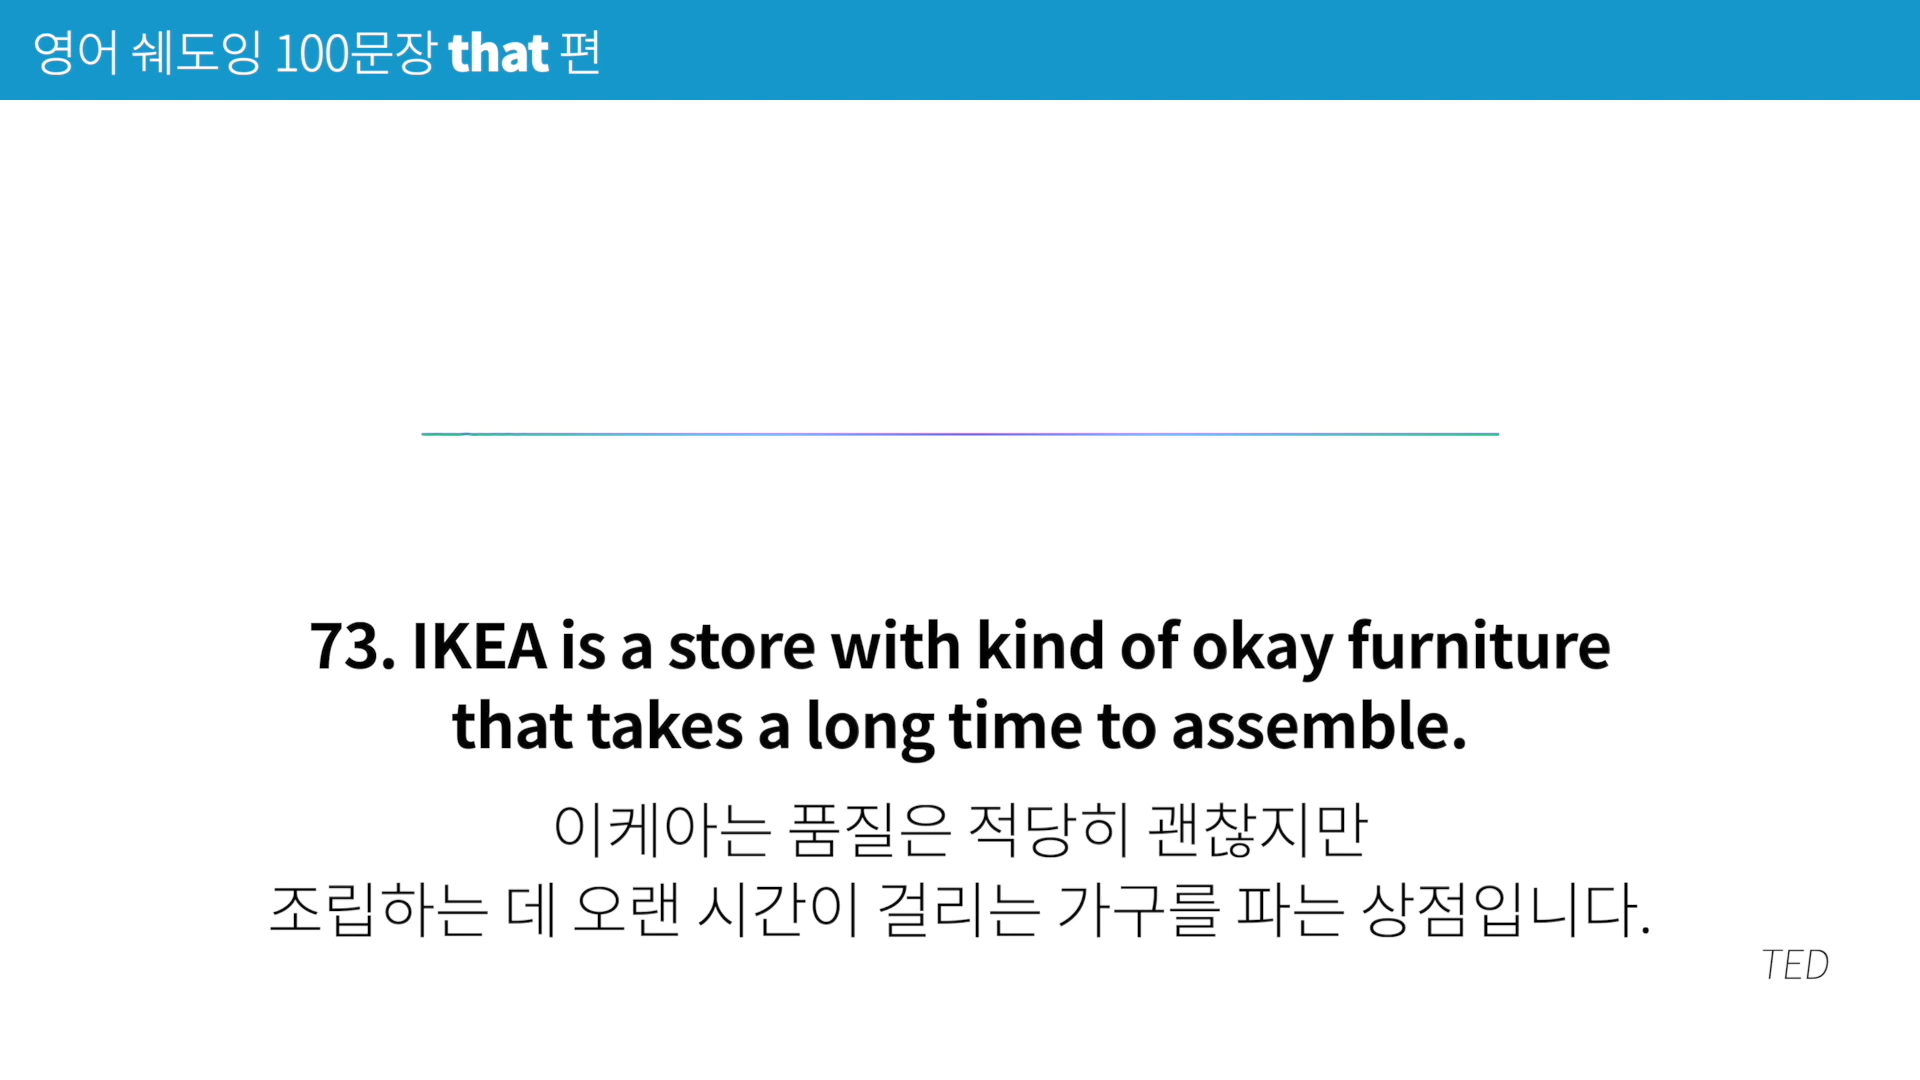 영어 쉐도잉 100문장 that 편
73. IKEA is a store with kind of okay furniture
that takes a long time to assemble.
이케아는 품질은 적당히 괜찮지만
조립하는 데 오랜 시간이 걸리는 가구를 파는 상점입니다.
TED